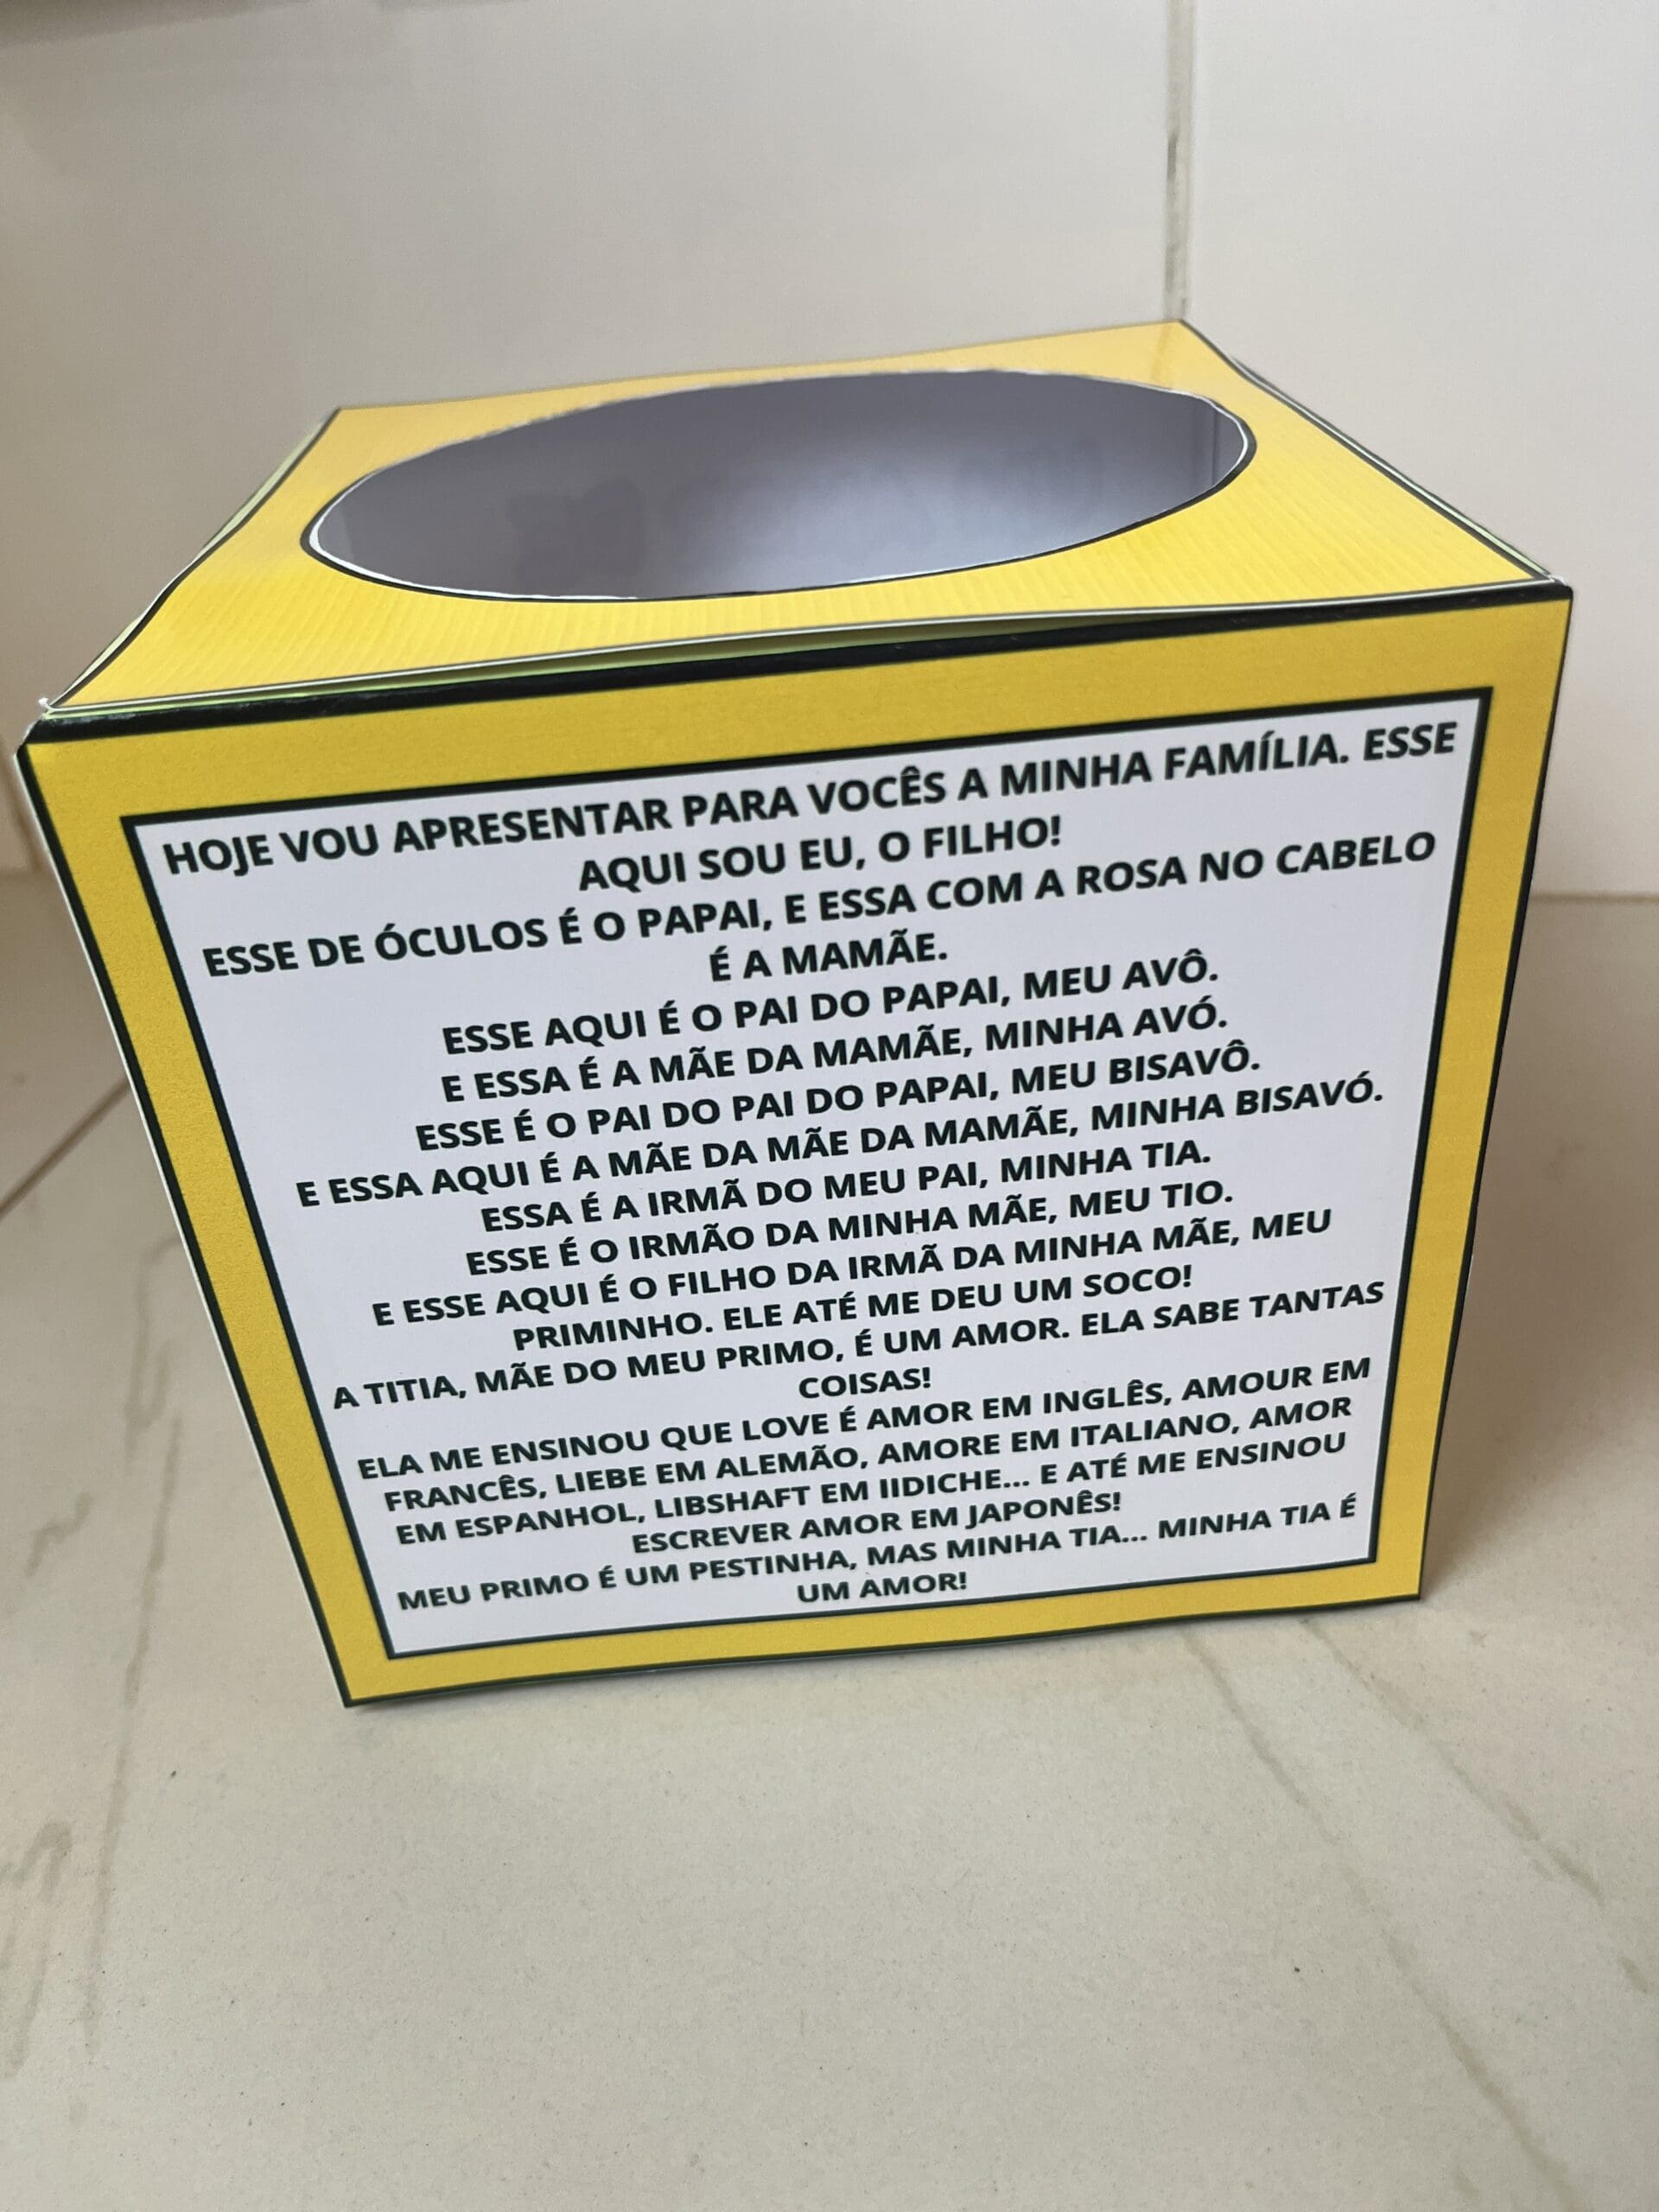 HOJE VOU APRESENTAR PARA VOCÊS A MINHA FAMÍLIA. ESSE
AQUI SOU EU, O FILHO!
ESSE DE ÓCULOS É O PAPAI, E ESSA COM A ROSA NO CABELO
É A MAMÃE.
ESSE AQUI É O PAI DO PAPAI, MEU AVÔ.
E ESSA É A MÃE DA MAMÃE, MINHA AVÓ.
ESSE É O PAI DO PAI DO PAPAI, MEU BISAVÔ.
E ESSA AQUI É A MÃE DA MÃE DA MAMÃE, MINHA BISAVÓ.
ESSA É A IRMÃ DO MEU PAI, MINHA TIA.
ESSE É O IRMÃO DA MINHA MÃE, MEU TIO.
E ESSE AQUI É O FILHO DA IRMÃ DA MINHA MÃE, MEU
PRIMINHO. ELE ATÉ ME DEU UM SOCO!
A TITIA, MÃE DO MEU PRIMO, É UM AMOR. ELA SABE TANTAS
COISAS!
ELA ME ENSINOU QUE LOVE É AMOR EM INGLÊS, AMOUR EM
FRANCÊS, LIEBE EM ALEMÃO, AMORE EM ITALIANO, AMOR
EM ESPANHOL, LIBSHAFT EM IIDICHE... E ATÉ ME ENSINOU
ESCREVER AMOR EM JAPONÊS!
MEU PRIMO É UM PESTINHA, MAS MINHA TIA... MINHA TIA É
UM AMOR!